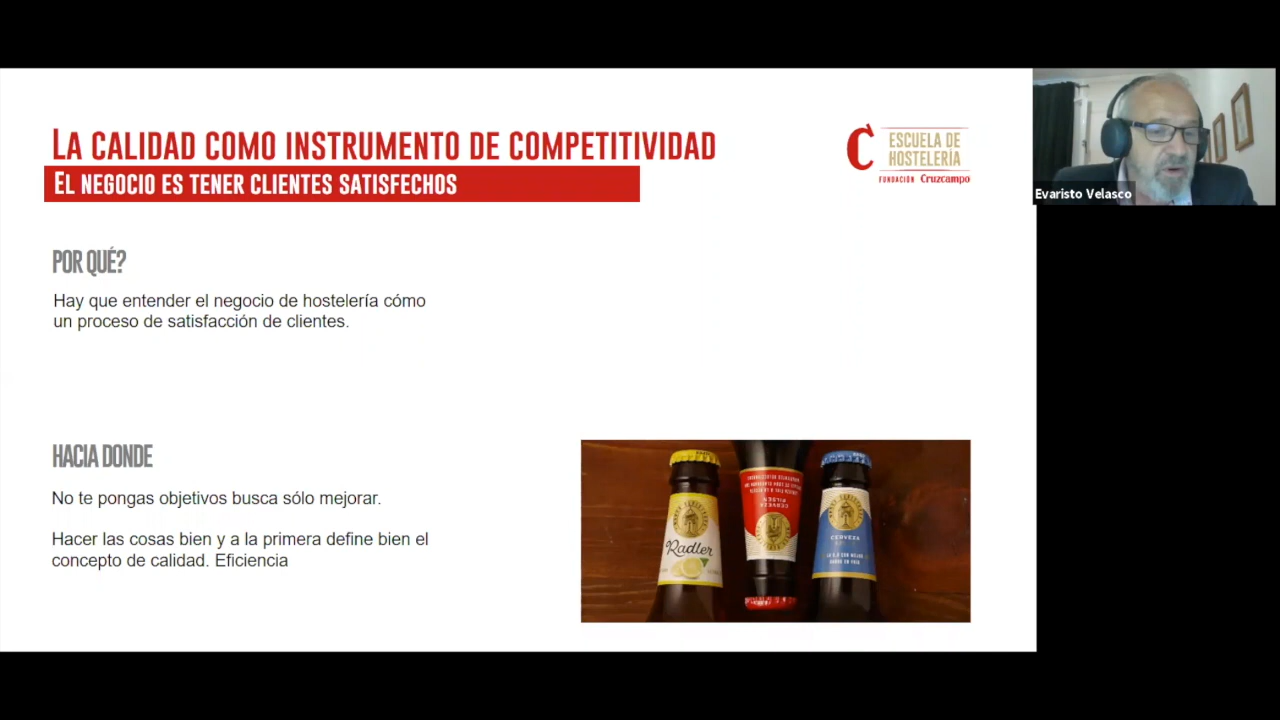 LA CALIDAD COMO INSTRUMENTO DE COMPETITIVIDAD
EL NEGOCIO ES TENER CLIENTES SATISFECHOS
C
ESCUELA DE
HOSTELERÍA
FUNDACIÓN Cruzcampo
Evaristo Velasco
POR QUÉ?
Hay que entender el negocio de hostelería cómo
un proceso de satisfacción de clientes.
HACIA DONDE
No te pongas objetivos busca sólo mejorar.
Hacer las cosas bien y a la primera define bien el
concepto de calidad. Eficiencia
Radler
CERVEZA
PILSEN
CERVEZA